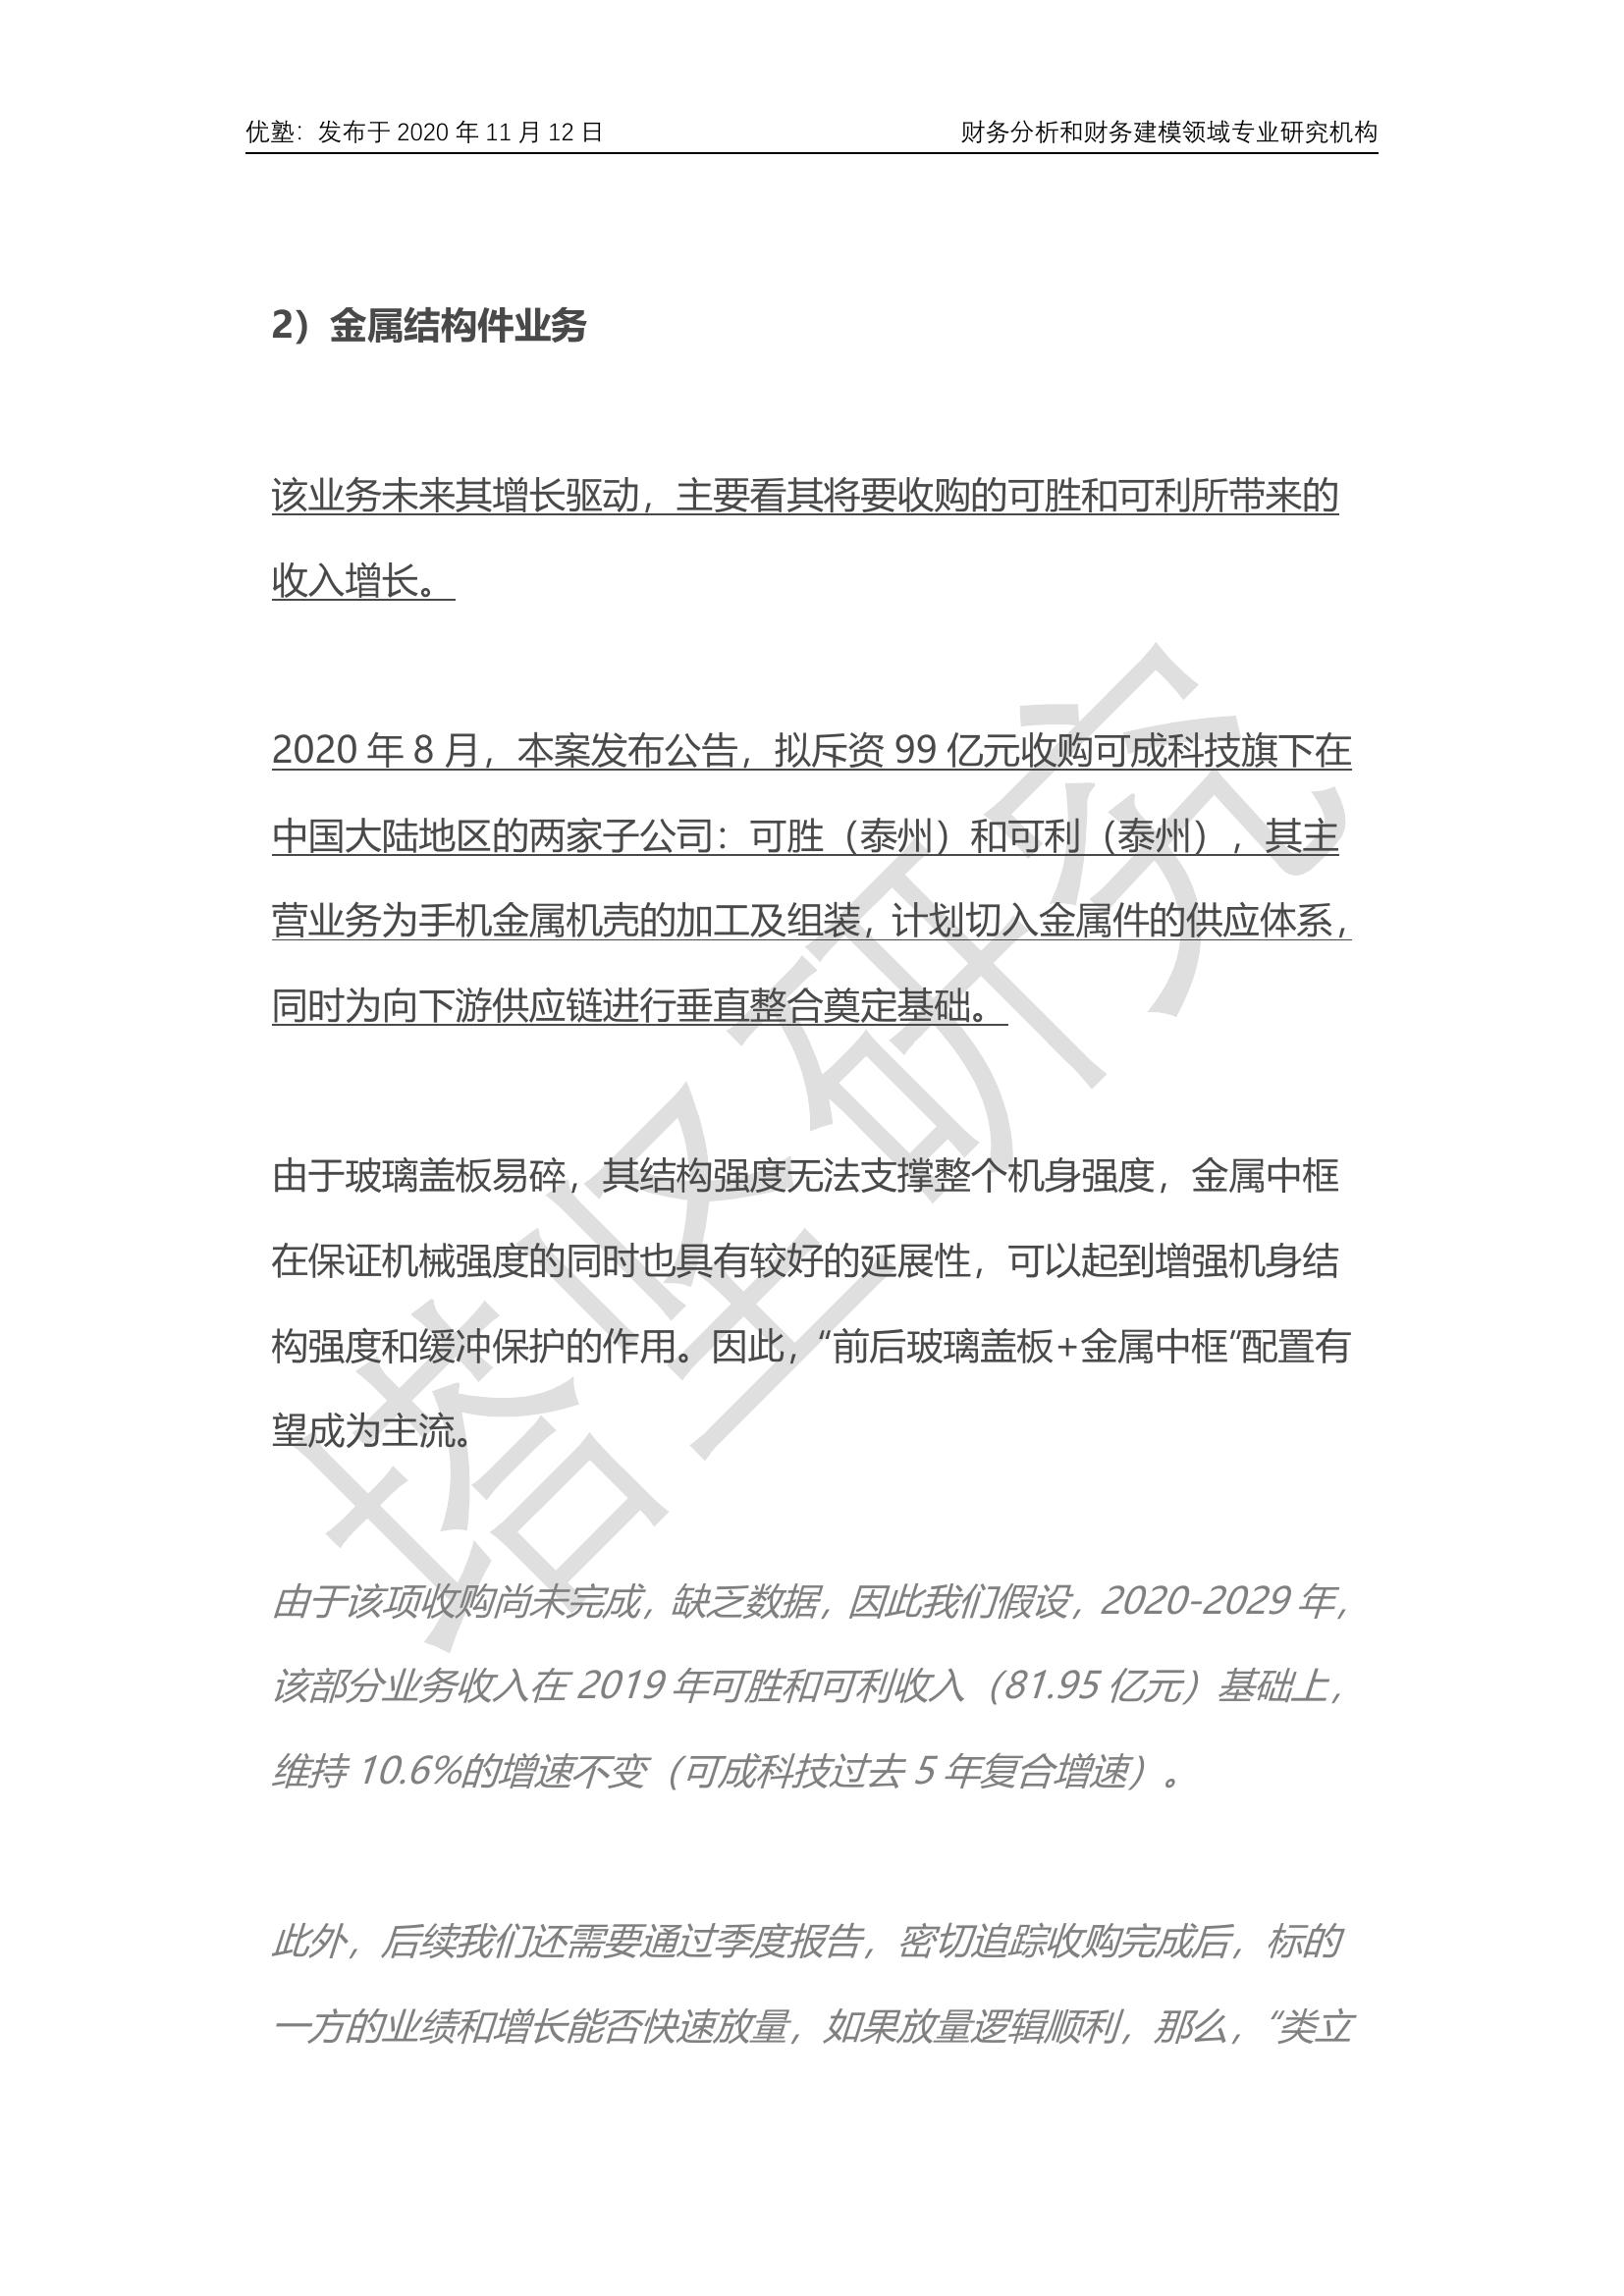 优塾：发布于 2020 年 11 月 12 日
财务分析和财务建模领域专业研究机构
2）金属结构件业务
该业务未来其增长驱动，主要看其将要收购的可胜和可利所带来的
收入增长。
2020 年 8 月，本案发布公告，拟斥资 99 亿元收购可成科技旗下在
中国大陆地区的两家子公司：可胜（泰州）和可利（泰州），其主
营业务为手机金属机壳的加工及组装，计划切入金属件的供应体系，
同时为向下游供应链进行垂直整合奠定基础。
由于玻璃盖板易碎，其结构强度无法支撑整个机身强度，金属中框
在保证机械强度的同时也具有较好的延展性，可以起到增强机身结
构强度和缓冲保护的作用。因此，“前后玻璃盖板+金属中框”配置有
望成为主流。
由于该项收购尚未完成，缺乏数据，因此我们假设，2020-2029 年，
该部分业务收入在 2019 年可胜和可利收入（81.95 亿元）基础上，
维持 10.6%的增速不变（可成科技过去 5 年复合增速）。
此外，后续我们还需要通过季度报告，密切追踪收购完成后，标的
一方的业绩和增长能否快速放量，如果放量逻辑顺利，那么，“类立
塔坚研究